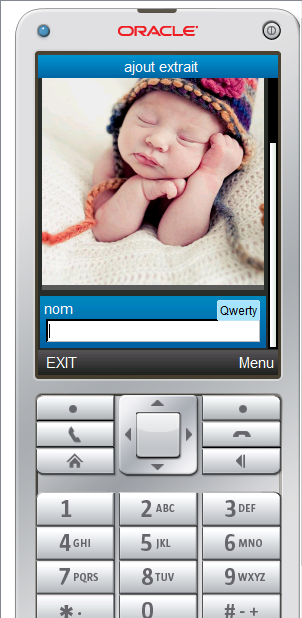 ORACLE
ajout extrait
nom
Qwerty
EXIT
Menu
1
2 ABC
3 DEF
4 GHI
5 JKL
6 MNO
7 PQRS
8 TUV
9 WXYZ
* .
0
# - +